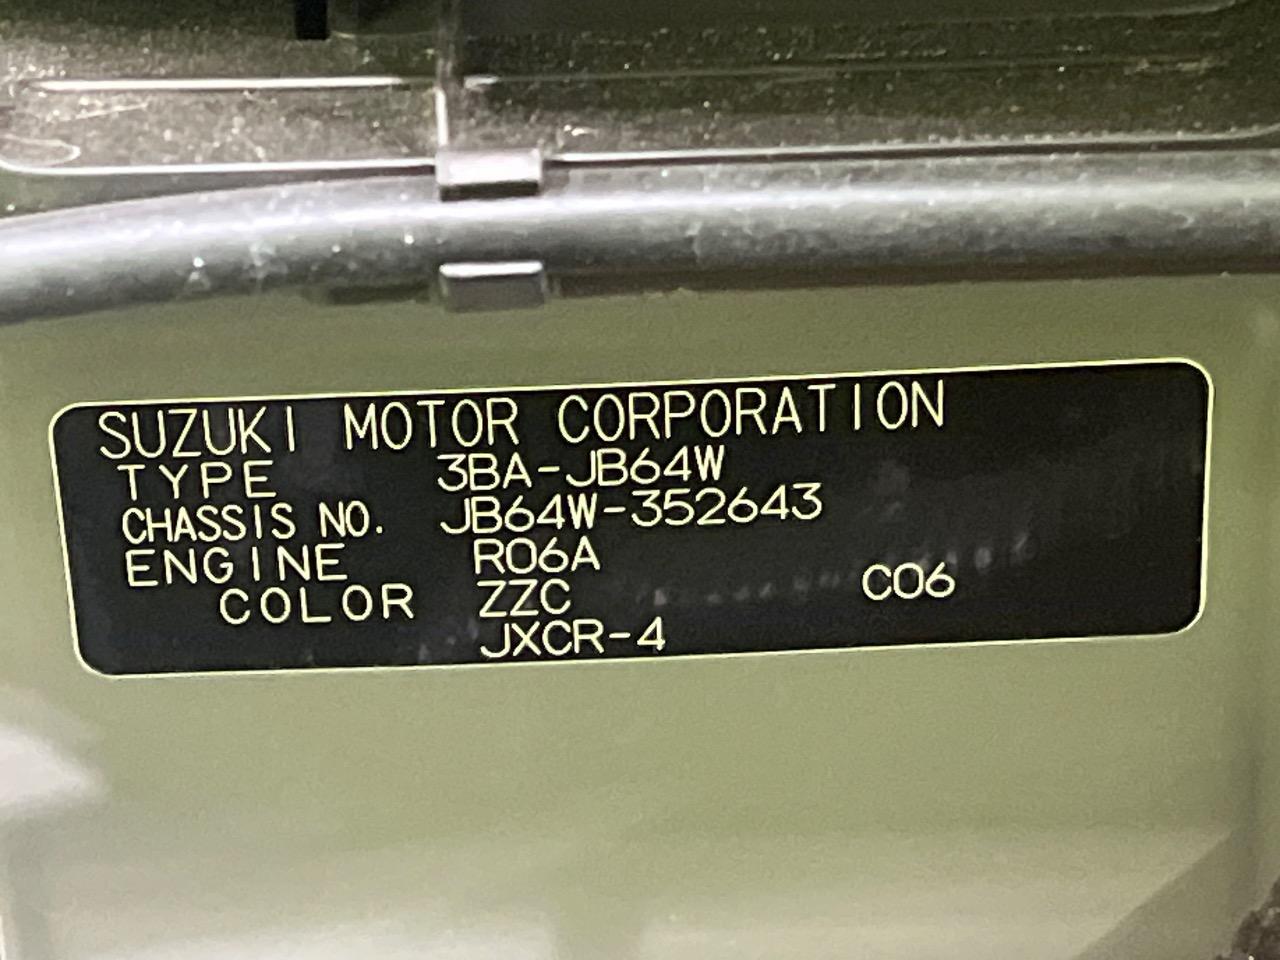 SUZUKI MOTOR CORPORATION
TYPE 3BA-JB64W
CHASSIS NO. JB64W-352643
ENGINE R06A
COLOR ZZC C06
JXCR-4